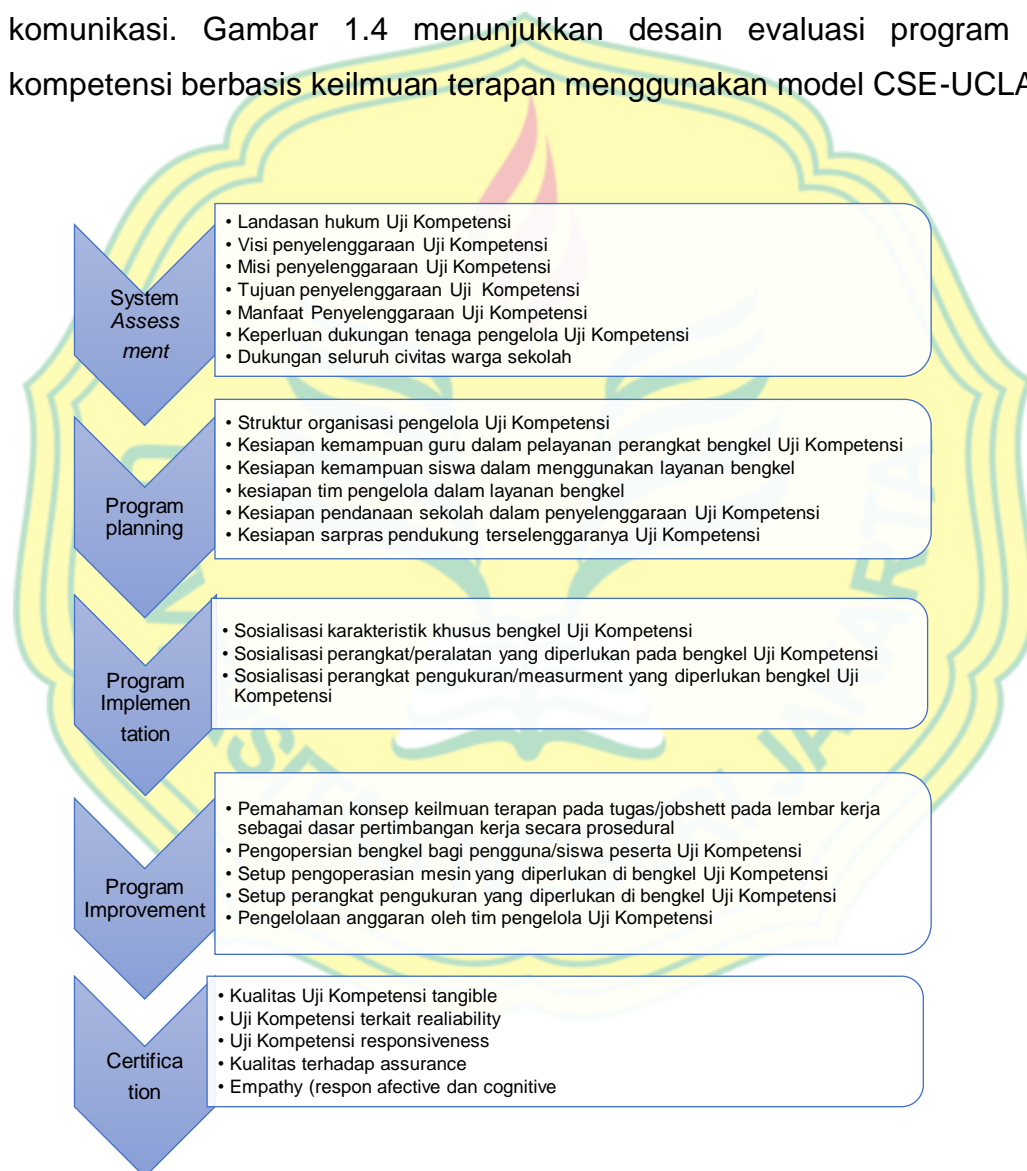 komunikasi. Gambar 1.4 menunjukkan desain evaluasi program
kompetensi berbasis keilmuan terapan menggunakan model CSE-UCLA
System
Assess
ment
• Landasan hukum Uji Kompetensi
• Visi penyelenggaraan Uji Kompetensi
• Misi penyelenggaraan Uji Kompetensi
• Tujuan penyelenggaraan Uji Kompetensi
• Manfaat Penyelenggaraan Uji Kompetensi
• Keperluan dukungan tenaga pengelola Uji Kompetensi
• Dukungan seluruh civitas warga sekolah
Program
planning
• Struktur organisasi pengelola Uji Kompetensi
• Kesiapan kemampuan guru dalam pelayanan perangkat bengkel Uji Kompetensi
• Kesiapan kemampuan siswa dalam menggunakan layanan bengkel
• kesiapan tim pengelola dalam layanan bengkel
• Kesiapan pendanaan sekolah dalam penyelenggaraan Uji Kompetensi
• Kesiapan sarpras pendukung terselenggaranya Uji Kompetensi
Program
Implemen
tation
• Sosialisasi karakteristik khusus bengkel Uji Kompetensi
• Sosialisasi perangkat/peralatan yang diperlukan pada bengkel Uji Kompetensi
• Sosialisasi perangkat pengukuran/measurment yang diperlukan bengkel Uji
Kompetensi
Program
Improvement
• Pemahaman konsep keilmuan terapan pada tugas/jobshett pada lembar kerja
sebagai dasar pertimbangan kerja secara prosedural
• Pengopersian bengkel bagi pengguna/siswa peserta Uji Kompetensi
• Setup pengoperasian mesin yang diperlukan di bengkel Uji Kompetensi
• Setup perangkat pengukuran yang diperlukan di bengkel Uji Kompetensi
• Pengelolaan anggaran oleh tim pengelola Uji Kompetensi
Certifica
tion
• Kualitas Uji Kompetensi tangible
• Uji Kompetensi terkait realiability
• Uji Kompetensi responsiveness
• Kualitas terhadap assurance
• Empathy (respon afective dan cognitive